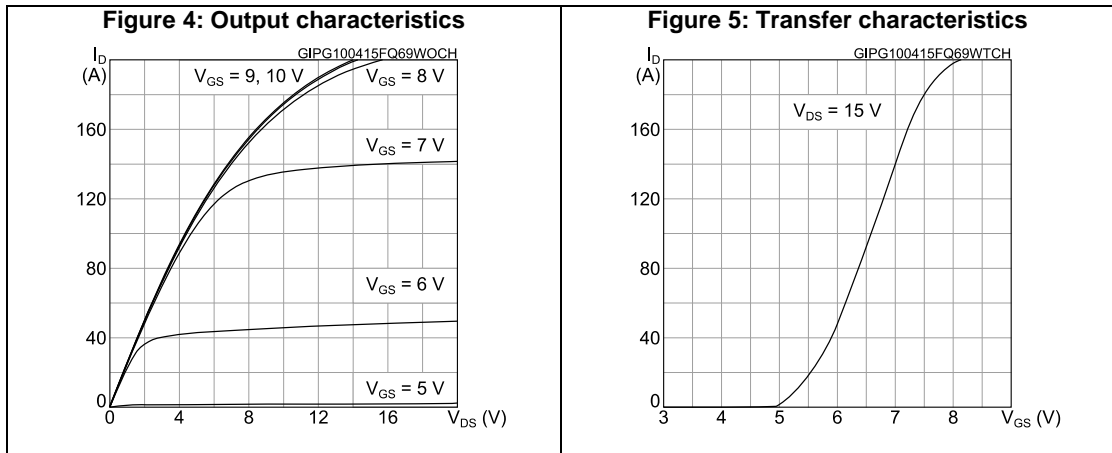 Figure 4: Output characteristics
GIPG100415FQ69WOCH
I_D
(A)
V_GS = 9, 10 V
V_GS = 8 V
160
V_GS = 7 V
120
80
V_GS = 6 V
40
V_GS = 5 V
0
0 4 8 12 16 V_DS (V)
Figure 5: Transfer characteristics
GIPG100415FQ69WTCH
I_D
(A)
V_DS = 15 V
160
120
80
40
0
3 4 5 6 7 8 V_GS (V)